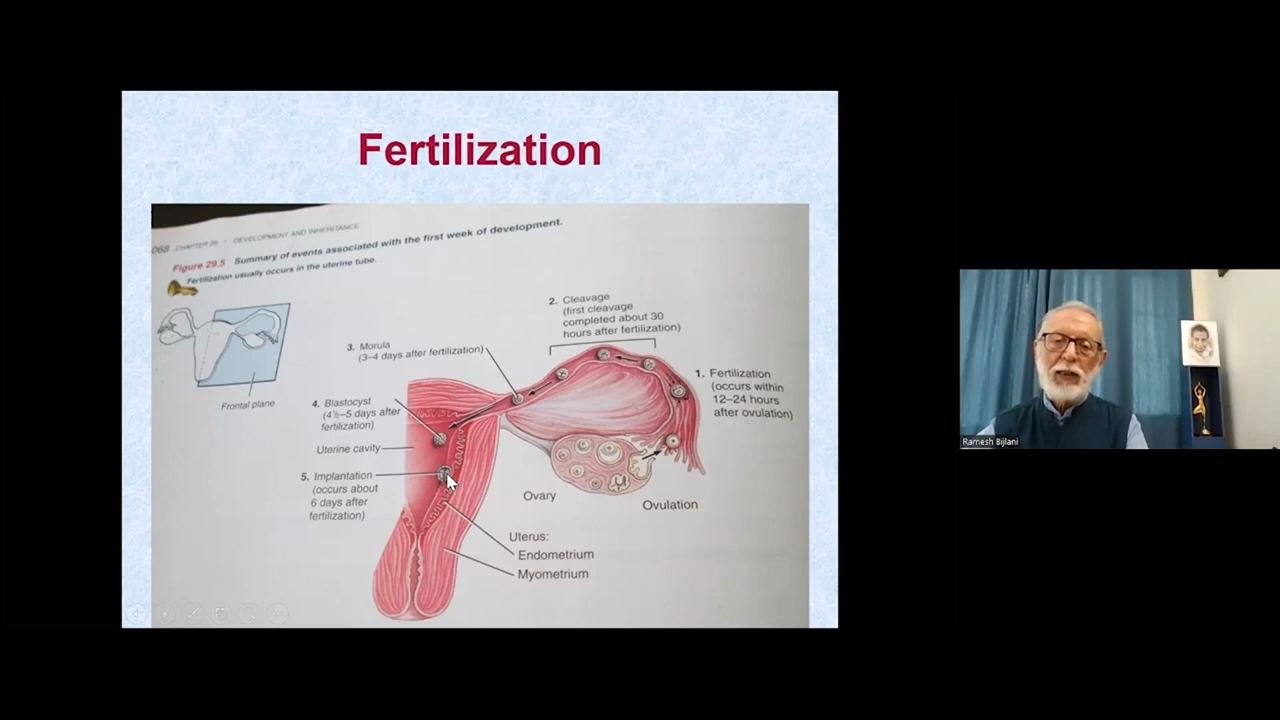 Fertilization
068 CHAPTER 29 • DEVELOPMENT AND INHERITANCE
Figure 29.5 Summary of events associated with the first week of development.
Fertilization usually occurs in the uterine tube.
Frontal plane
2. Cleavage
(first cleavage
completed about 30
hours after fertilization)
3. Morula
(3–4 days after fertilization)
1. Fertilization
(occurs within
12–24 hours
after ovulation)
4. Blastocyst
(4½–5 days after
fertilization)
Uterine cavity
5. Implantation
(occurs about
6 days after
fertilization)
Ovary
Ovulation
Uterus:
Endometrium
Myometrium
Ramesh Bijlani